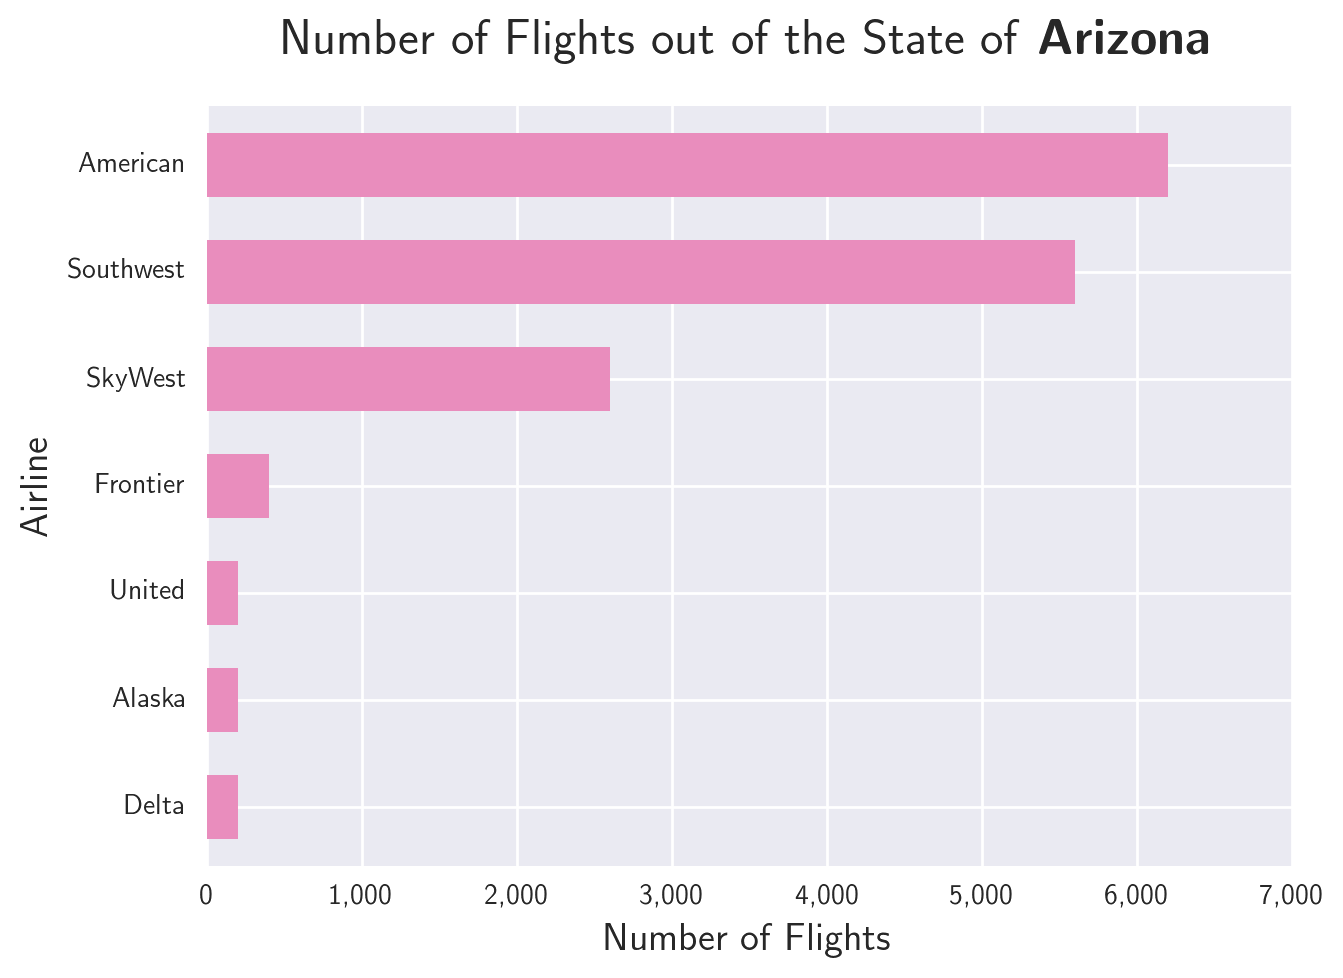 Number of Flights out of the State of Arizona
American
Southwest
SkyWest
Frontier
United
Alaska
Delta
Airline
0 1,000 2,000 3,000 4,000 5,000 6,000 7,000
Number of Flights